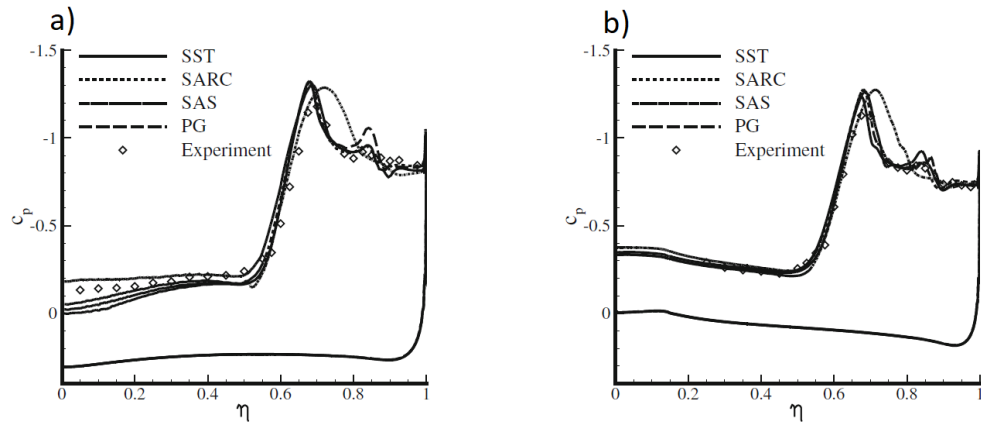 a)
-1.5
SST
SARC
SAS
PG
Experiment
-1
cp
-0.5
0
0 0.2 0.4 0.6 0.8 1
η
b)
-1.5
SST
SARC
SAS
PG
Experiment
-1
cp
-0.5
0
0 0.2 0.4 0.6 0.8 1
η